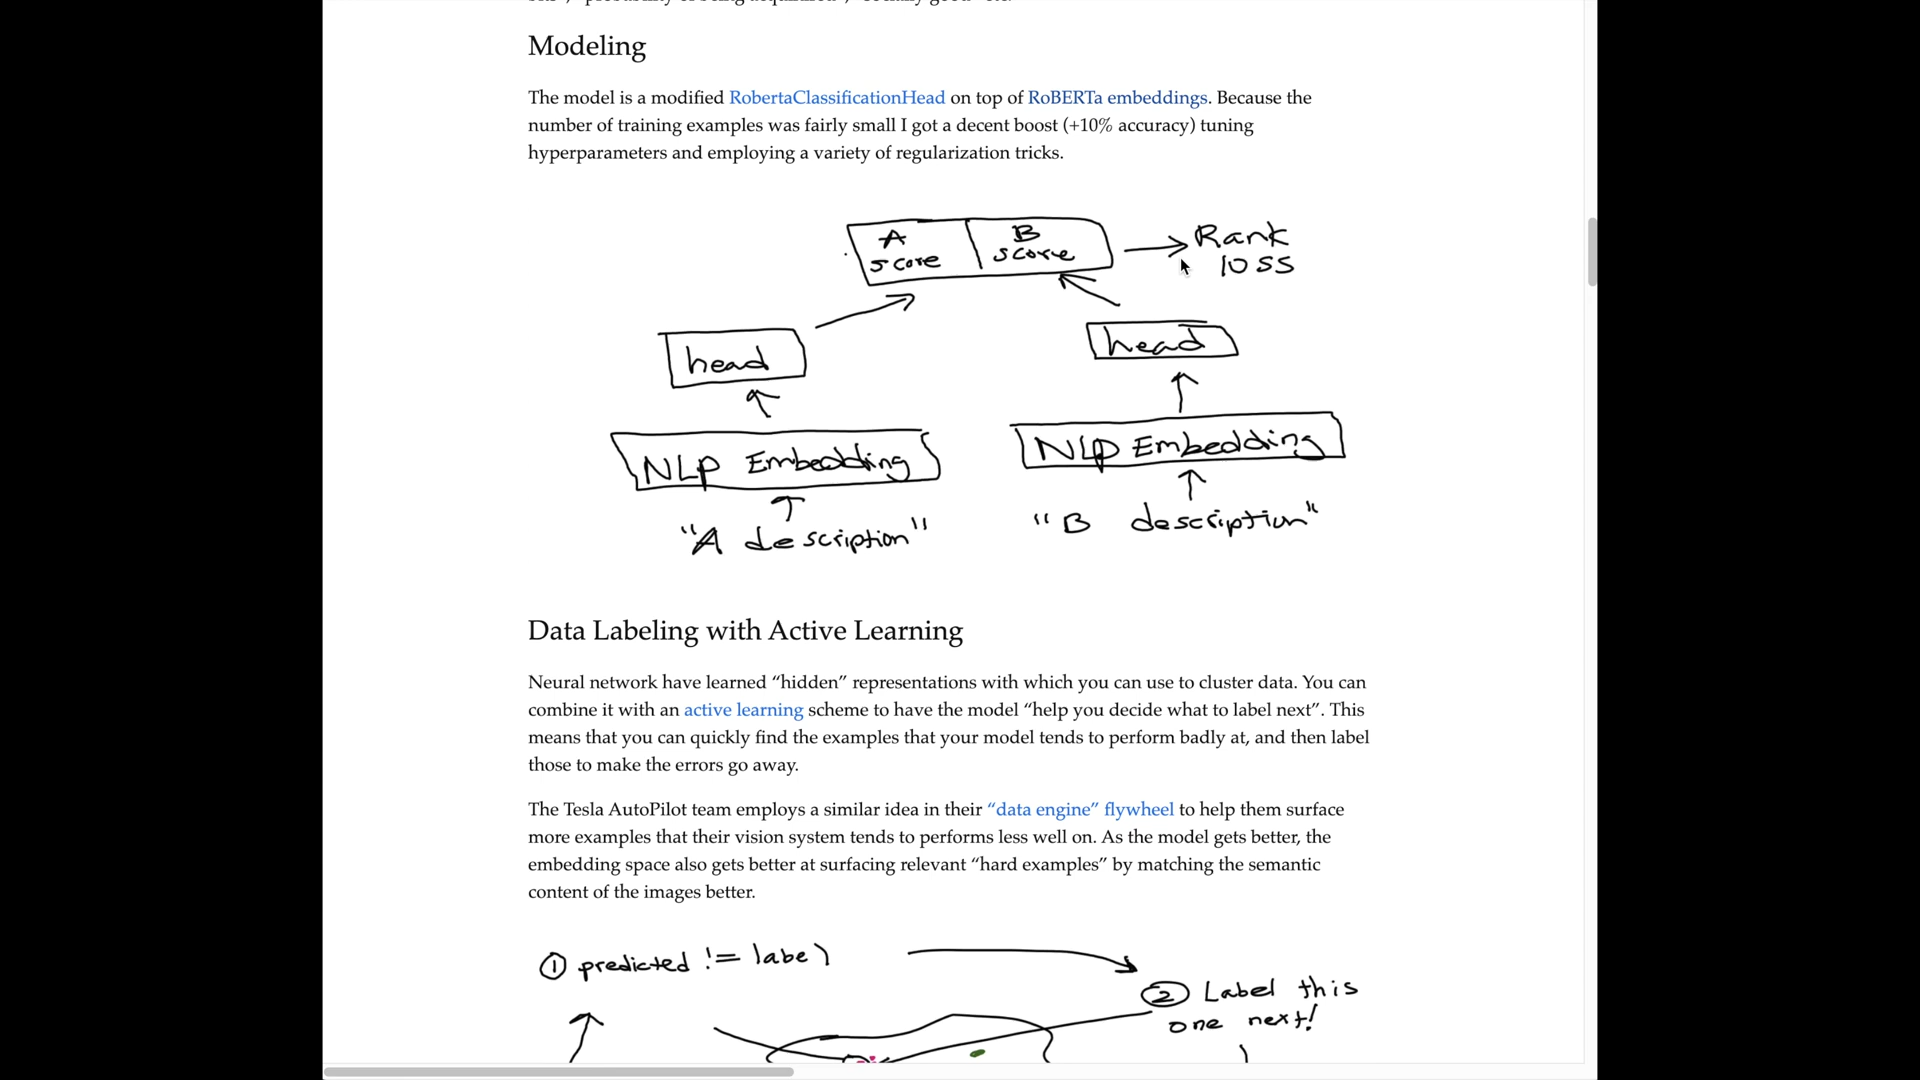 Modeling
The model is a modified RobertaClassificationHead on top of RoBERTa embeddings. Because the
number of training examples was fairly small I got a decent boost (+10% accuracy) tuning
hyperparameters and employing a variety of regularization tricks.
A score
B score
Rank loss
head
head
NLP Embedding
NLP Embedding
"A description"
"B description"
Data Labeling with Active Learning
Neural network have learned “hidden” representations with which you can use to cluster data. You can
combine it with an active learning scheme to have the model “help you decide what to label next”. This
means that you can quickly find the examples that your model tends to perform badly at, and then label
those to make the errors go away.
The Tesla AutoPilot team employs a similar idea in their “data engine” flywheel to help them surface
more examples that their vision system tends to performs less well on. As the model gets better, the
embedding space also gets better at surfacing relevant “hard examples” by matching the semantic
content of the images better.
① predicted != label
② Label this
one next!